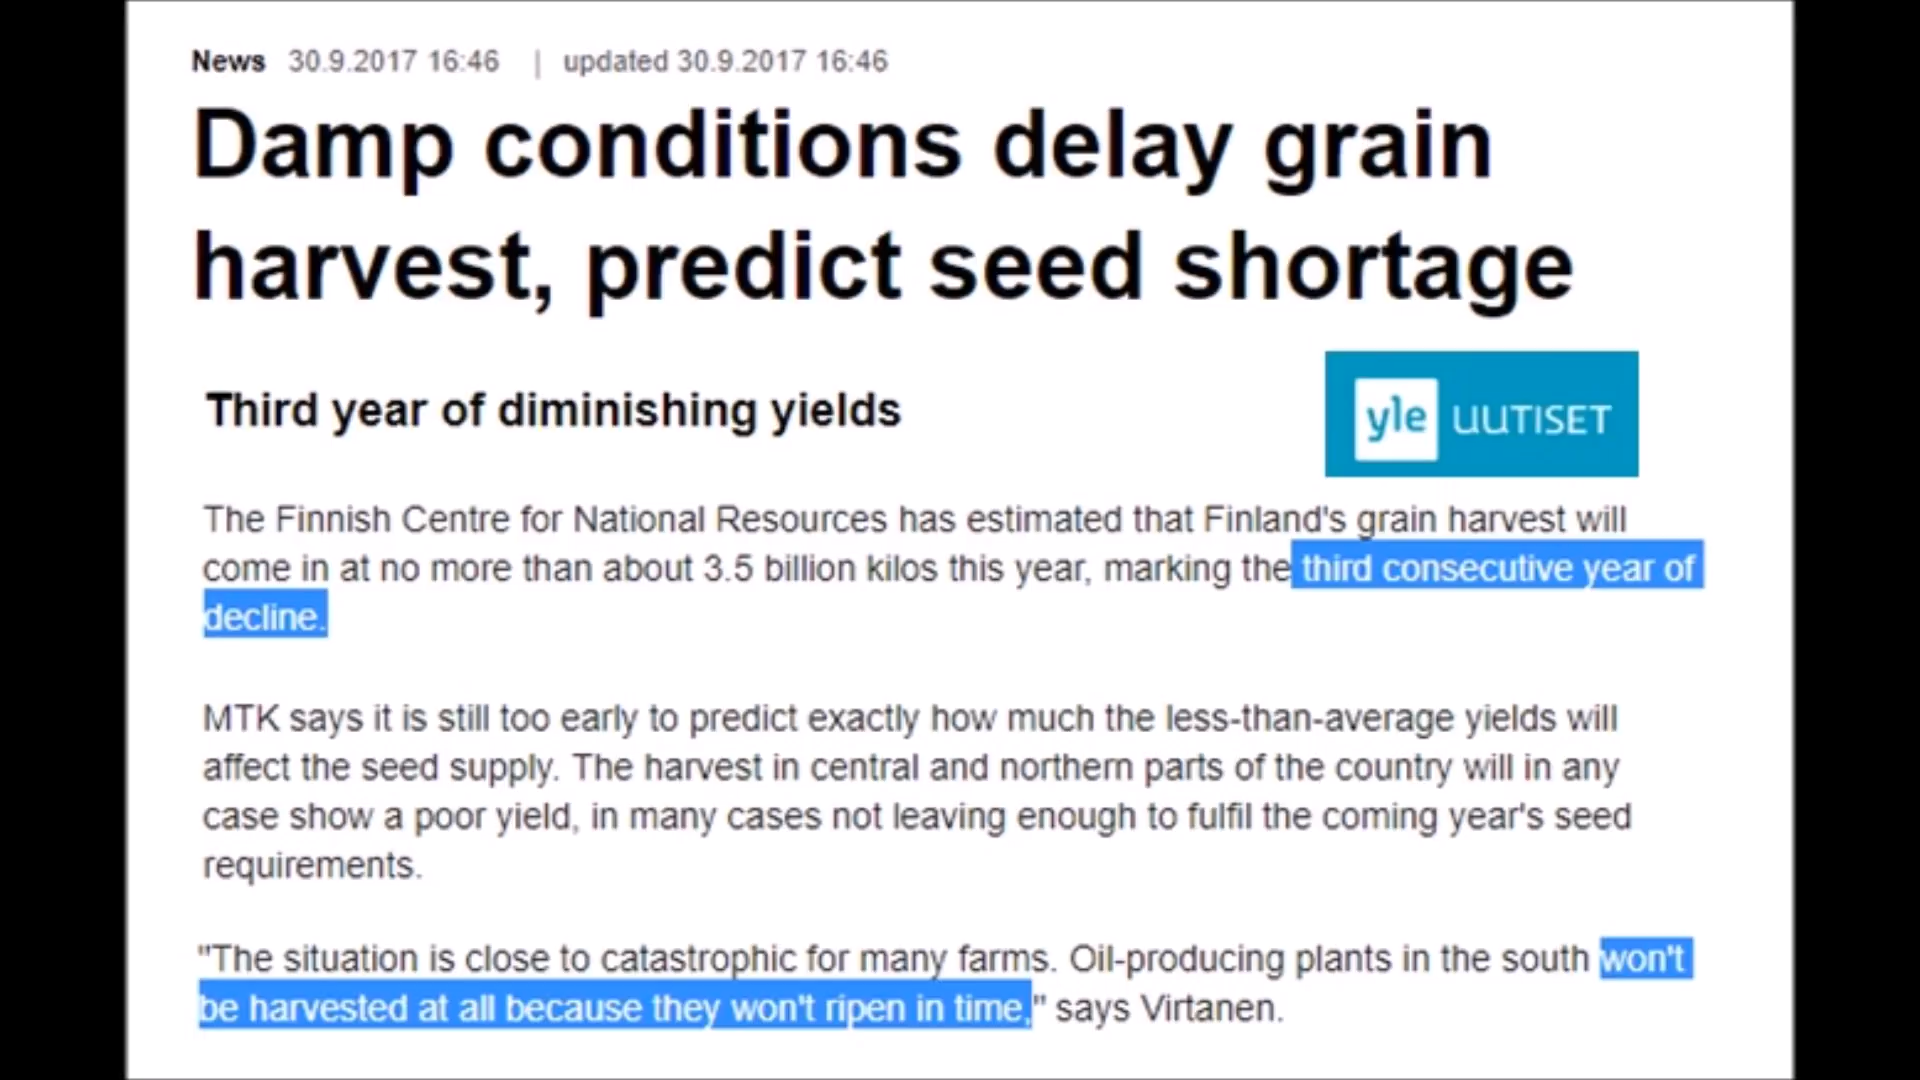 News 30.9.2017 16:46 | updated 30.9.2017 16:46
Damp conditions delay grain
harvest, predict seed shortage
Third year of diminishing yields
yle UUTISET
The Finnish Centre for National Resources has estimated that Finland's grain harvest will
come in at no more than about 3.5 billion kilos this year, marking the third consecutive year of
decline.
MTK says it is still too early to predict exactly how much the less-than-average yields will
affect the seed supply. The harvest in central and northern parts of the country will in any
case show a poor yield, in many cases not leaving enough to fulfil the coming year's seed
requirements.
"The situation is close to catastrophic for many farms. Oil-producing plants in the south won't
be harvested at all because they won't ripen in time," says Virtanen.